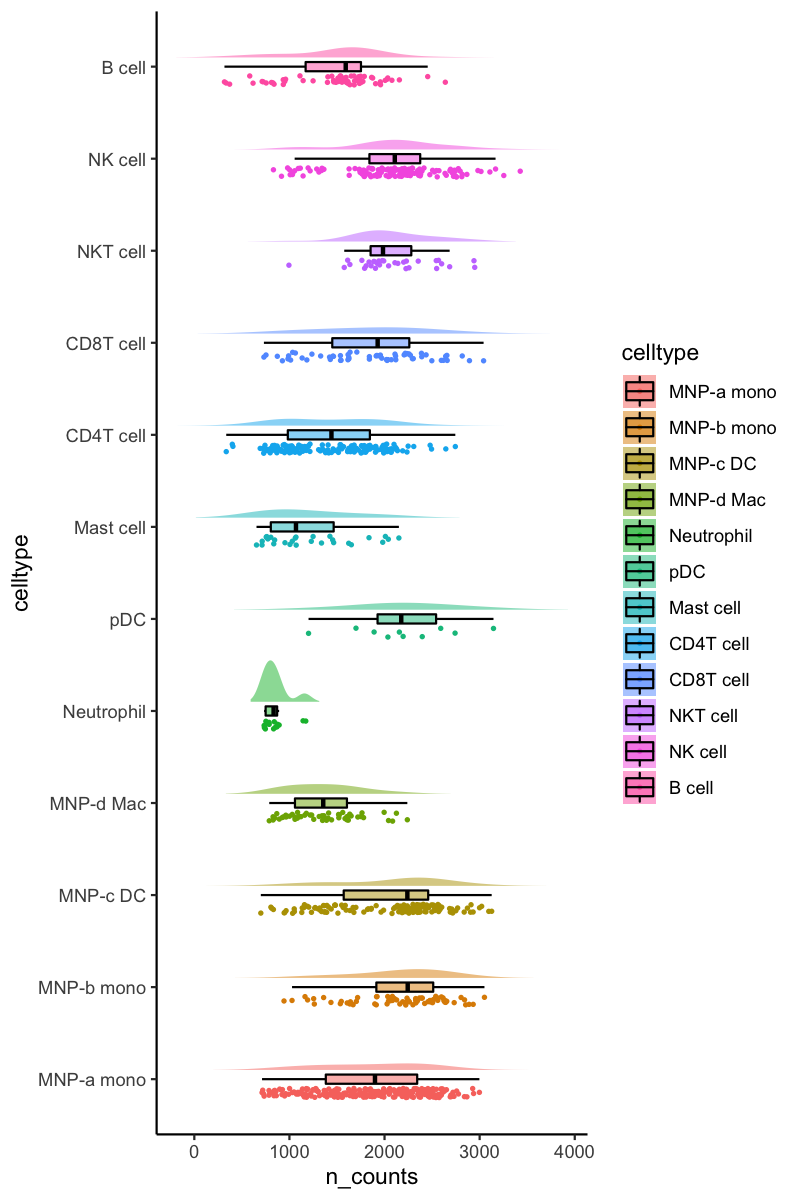 B cell
NK cell
NKT cell
CD8T cell
CD4T cell
Mast cell
pDC
Neutrophil
MNP-d Mac
MNP-c DC
MNP-b mono
MNP-a mono
celltype
0 1000 2000 3000 4000
n_counts
celltype
MNP-a mono
MNP-b mono
MNP-c DC
MNP-d Mac
Neutrophil
pDC
Mast cell
CD4T cell
CD8T cell
NKT cell
NK cell
B cell